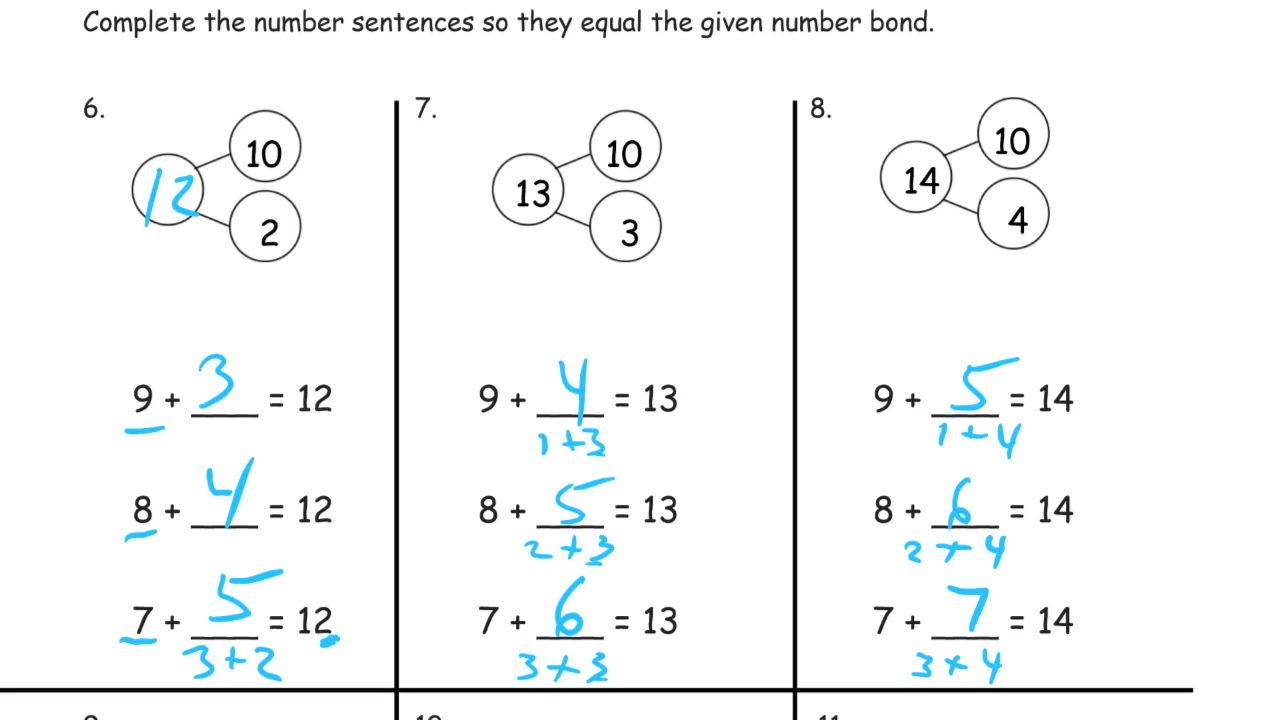 Complete the number sentences so they equal the given number bond.
6.
10
12
2
9 + 3 = 12
8 + 4 = 12
7 + 5 = 12
3 + 2
7.
10
13
3
9 + 4 = 13
1 + 3
8 + 5 = 13
2 + 3
7 + 6 = 13
3 + 3
8.
10
14
4
9 + 5 = 14
1 + 4
8 + 6 = 14
2 + 4
7 + 7 = 14
3 + 4